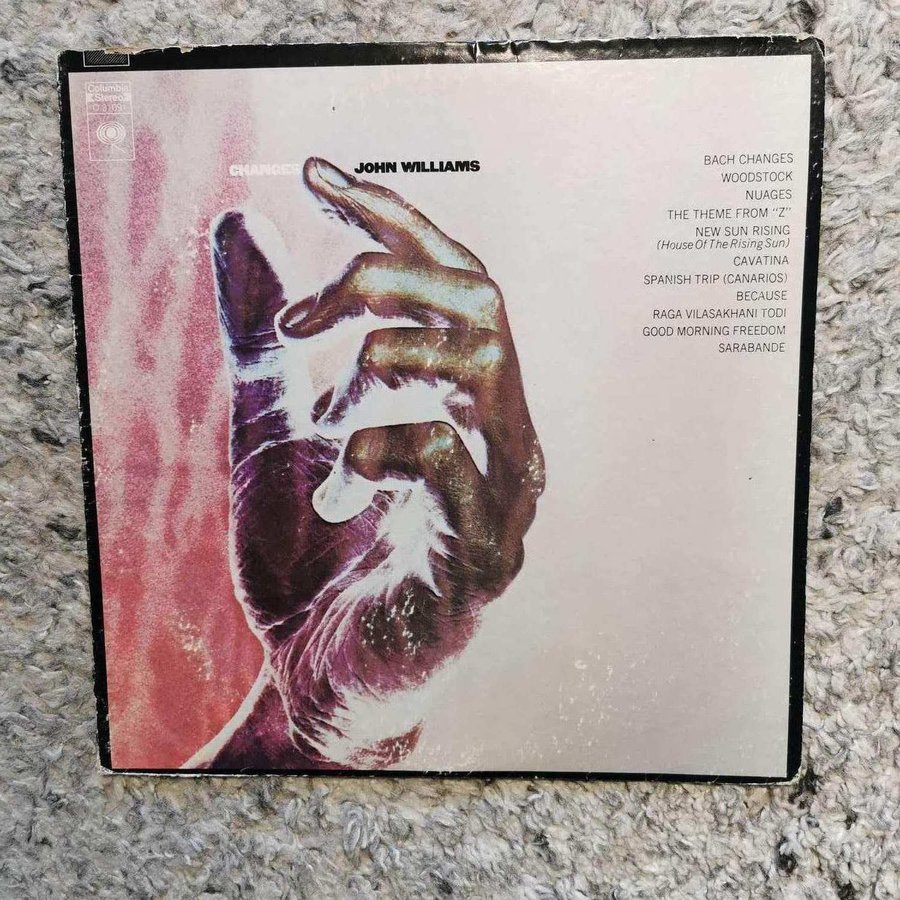 Columbia
Stereo
CHANGES
JOHN WILLIAMS
BACH CHANGES
WOODSTOCK
NUAGES
THE THEME FROM "Z"
NEW SUN RISING
(House Of The Rising Sun)
CAVATINA
SPANISH TRIP (CANARIOS)
BECAUSE
RAGA VILASAKHANI TODI
GOOD MORNING FREEDOM
SARABANDE